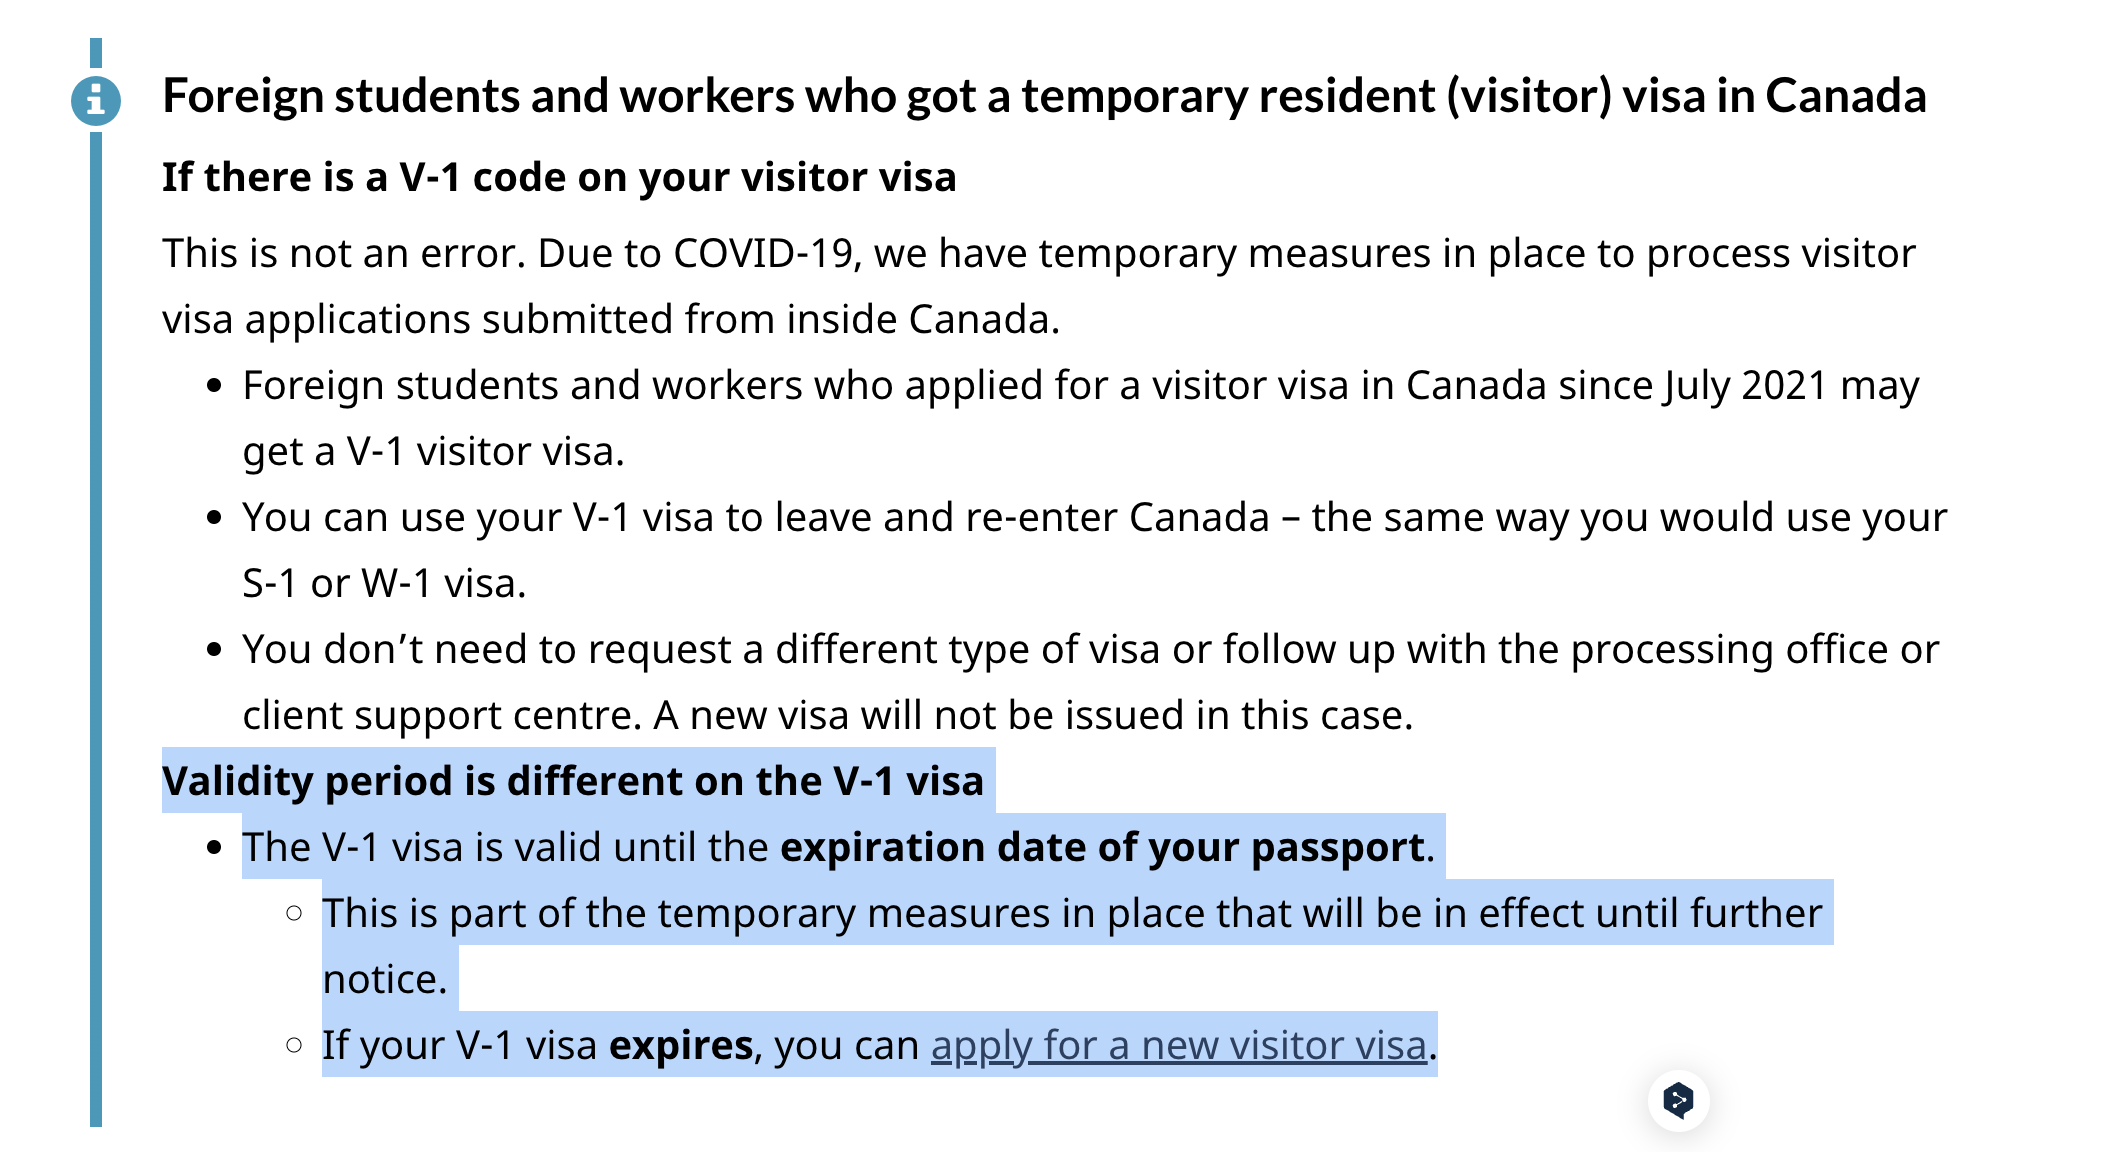 Foreign students and workers who got a temporary resident (visitor) visa in Canada
If there is a V-1 code on your visitor visa
This is not an error. Due to COVID-19, we have temporary measures in place to process visitor
visa applications submitted from inside Canada.
Foreign students and workers who applied for a visitor visa in Canada since July 2021 may
get a V-1 visitor visa.
You can use your V-1 visa to leave and re-enter Canada – the same way you would use your
S-1 or W-1 visa.
You don’t need to request a different type of visa or follow up with the processing office or
client support centre. A new visa will not be issued in this case.
Validity period is different on the V-1 visa
The V-1 visa is valid until the expiration date of your passport.
This is part of the temporary measures in place that will be in effect until further
notice.
If your V-1 visa expires, you can apply for a new visitor visa.